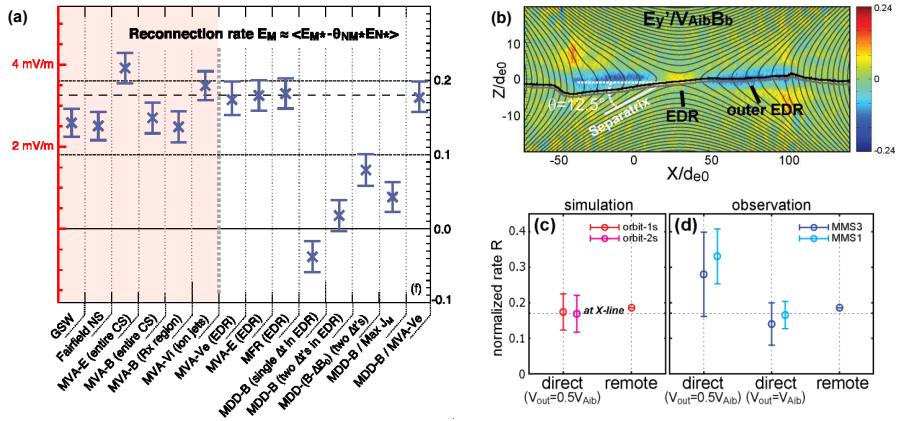 (a)
Reconnection rate E_M ≈ <E_M*-θ_NM*E_N*>
4 mV/m
2 mV/m
0.2
0.1
0.0
-0.1
(f)
GSW
Fairfield NS
MVA-E (entire CS)
MVA-B (entire CS)
MVA-B (Rx region)
MVA-Vi (ion jets)
MVA-Ve (EDR)
MVA-E (EDR)
MFR (EDR)
MDD-B (single Δt in EDR)
MDD-B (two Δt's in EDR)
MDD-(B-ΔB₀) (two Δt's)
MDD-B / Max J_M
MDD-B / MVA-Ve
(b)
E_y'/V_Aib B_b
0.24
-0.24
Z/d_e0
10
0
-10
θ=12.5°
Separatrix
EDR
outer EDR
-50
0
50
100
X/d_e0
simulation
observation
(c)
orbit-1s
orbit-2s
at X-line
(d)
MMS3
MMS1
normalized rate R
0.4
0.3
0.2
0.1
0
direct
(V_out=0.5V_Aib)
remote
direct
(V_out=0.5V_Aib)
direct
(V_out=V_Aib)
remote